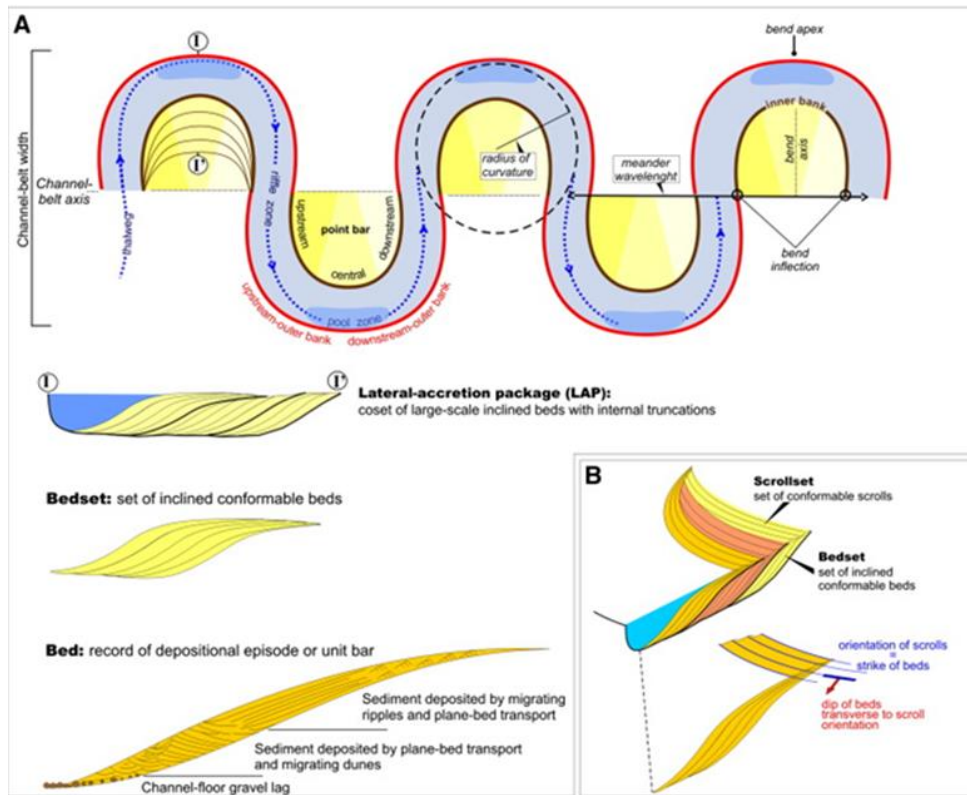 A
I
bend apex
inner bank
bend
axis
Channel-belt width
I'
radius of
curvature
meander
wavelenght
Channel-
belt axis
riffle zone
thalweg
upstream
point bar
downstream
central
bend
inflection
pool zone
upstream-outer bank
downstream-outer bank
I
I'
Lateral-accretion package (LAP):
coset of large-scale inclined beds with internal truncations
Bedset: set of inclined conformable beds
Bed: record of depositional episode or unit bar
Sediment deposited by migrating
ripples and plane-bed transport
Sediment deposited by plane-bed transport
and migrating dunes
Channel-floor gravel lag
B
Scrollset
set of conformable scrolls
Bedset
set of inclined
conformable beds
orientation of scrolls
=
strike of beds
dip of beds
transverse to scroll
orientation